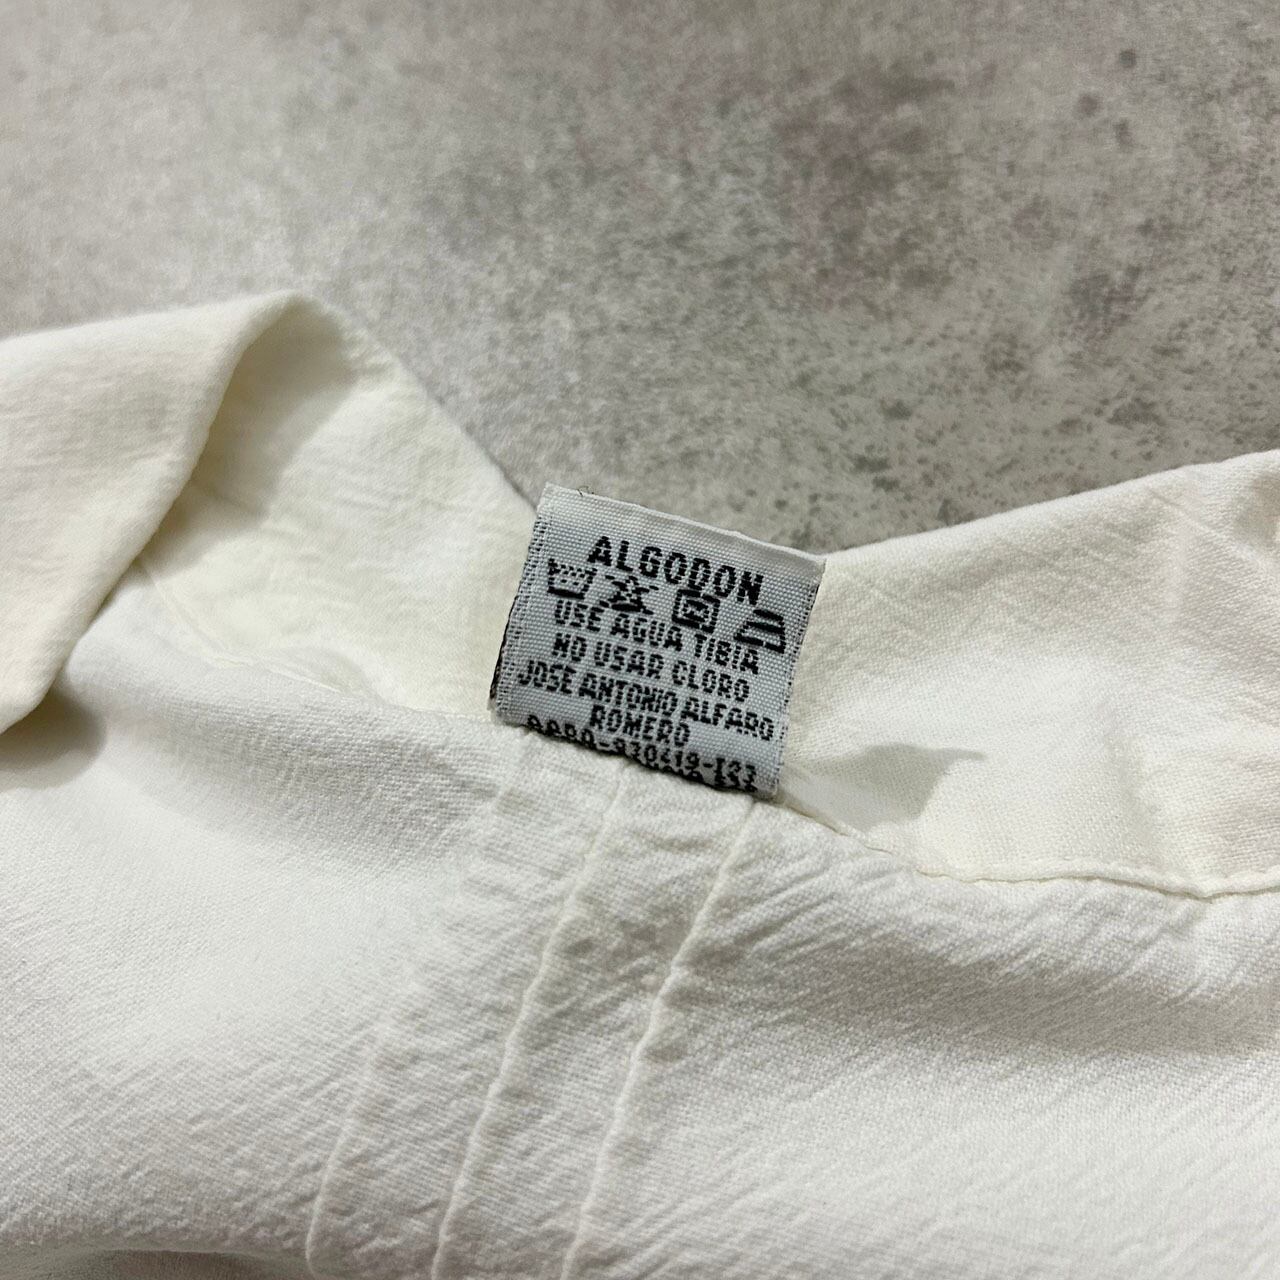 ALGODON
USE AGUA TIBIA
NO USAR CLORO
JOSE ANTONIO ALFARO
ROMERO